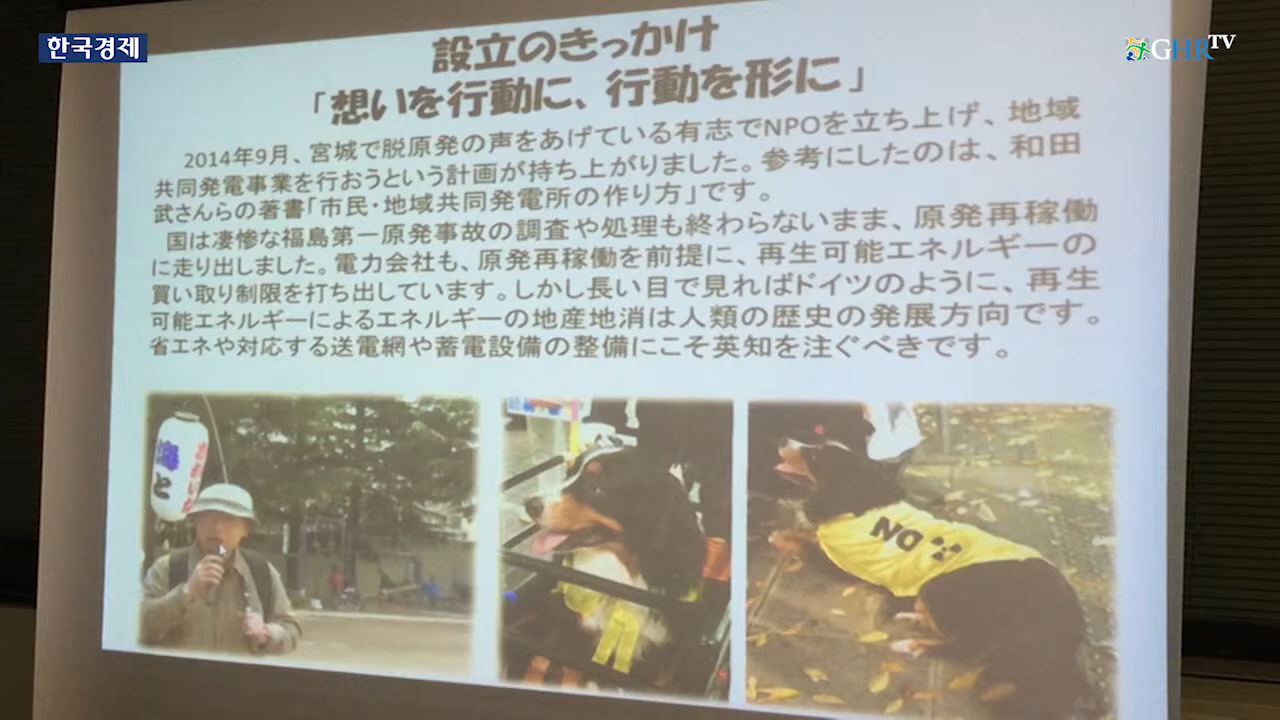 한국경제
GHR TV
設立のきっかけ
「想いを行動に、行動を形に」
2014年9月、宮城で脱原発の声をあげている有志でNPOを立ち上げ、地域
共同発電事業を行おうという計画が持ち上がりました。参考にしたのは、和田
武さんらの著書「市民・地域共同発電所の作り方」です。
国は凄惨な福島第一原発事故の調査や処理も終わらないまま、原発再稼働
に走り出しました。電力会社も、原発再稼働を前提に、再生可能エネルギーの
買い取り制限を打ち出しています。しかし長い目で見ればドイツのように、再生
可能エネルギーによるエネルギーの地産地消は人類の歴史の発展方向です。
省エネや対応する送電網や蓄電設備の整備にこそ英知を注ぐべきです。
と
NO